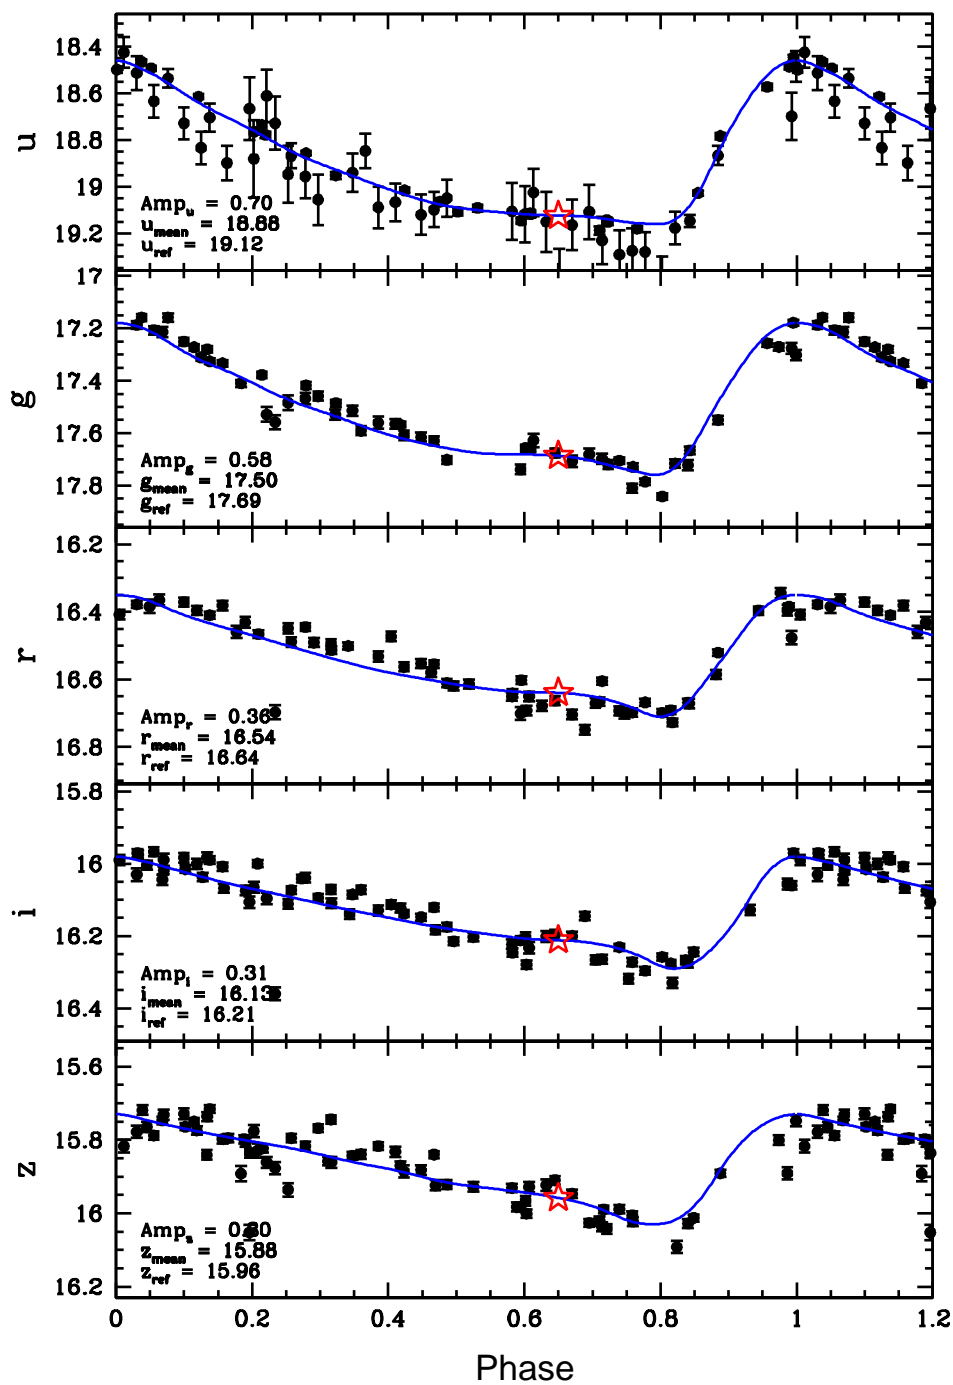 18.4
18.6
18.8
19
19.2
u
Amp_u = 0.70
u_mean = 18.88
u_ref = 19.12
17
17.2
17.4
17.6
17.8
g
Amp_g = 0.58
g_mean = 17.50
g_ref = 17.69
16.2
16.4
16.6
16.8
r
Amp_r = 0.36
r_mean = 16.54
r_ref = 16.64
15.8
16
16.2
16.4
i
Amp_i = 0.31
i_mean = 16.13
i_ref = 16.21
15.6
15.8
16
16.2
z
Amp_z = 0.30
z_mean = 15.88
z_ref = 15.96
0 0.2 0.4 0.6 0.8 1 1.2
Phase